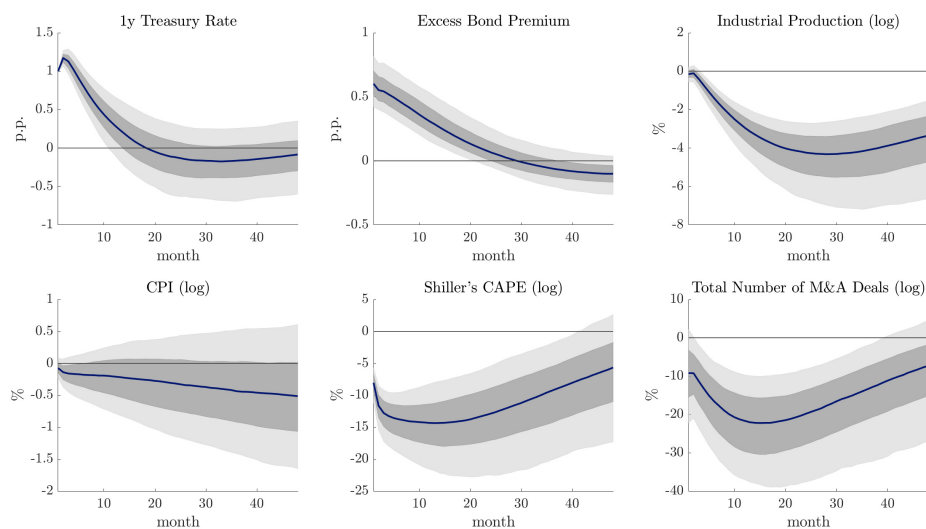 1y Treasury Rate
1.5
1
0.5
0
-0.5
-1
p.p.
10 20 30 40
month
Excess Bond Premium
1
0.5
0
-0.5
p.p.
10 20 30 40
month
Industrial Production (log)
2
0
-2
-4
-6
-8
%
10 20 30 40
month
CPI (log)
1
0.5
0
-0.5
-1
-1.5
-2
%
10 20 30 40
month
Shiller's CAPE (log)
5
0
-5
-10
-15
-20
-25
%
10 20 30 40
month
Total Number of M&A Deals (log)
10
0
-10
-20
-30
-40
%
10 20 30 40
month